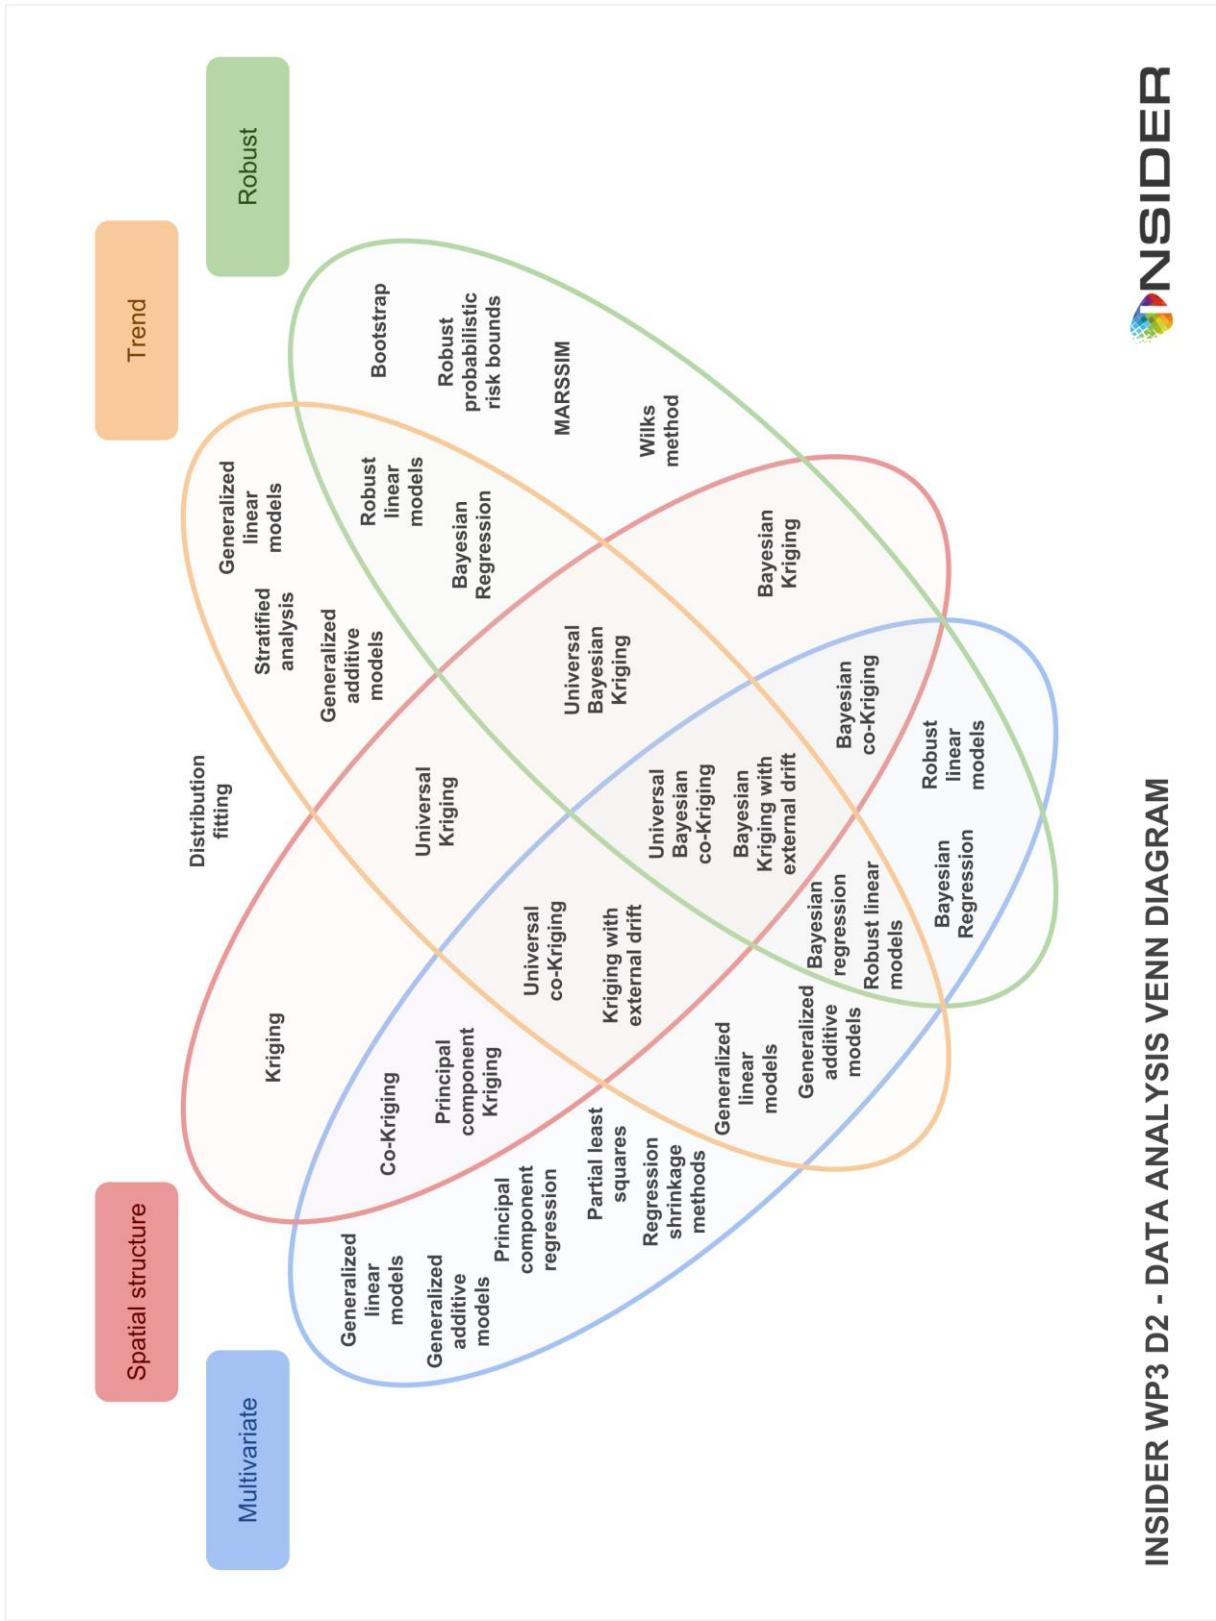 Multivariate
Spatial structure
Trend
Robust
Distribution
fitting
Kriging
Generalized
linear
models
Stratified
analysis
Generalized
additive
models
Generalized
linear
models
Generalized
additive
models
Principal
component
regression
Partial least
squares
Regression
shrinkage
methods
Co-Kriging
Principal
component
Kriging
Universal
Kriging
Robust
linear
models
Bayesian
Regression
Bootstrap
Robust
probabilistic
risk bounds
MARSSIM
Wilks
method
Universal
co-Kriging
Kriging with
external drift
Universal
Bayesian
Kriging
Universal
Bayesian
co-Kriging
Bayesian
Kriging with
external drift
Bayesian
Kriging
Generalized
linear
models
Generalized
additive
models
Bayesian
regression
Robust linear
models
Bayesian
co-Kriging
Robust
linear
models
Bayesian
Regression
INSIDER WP3 D2 - DATA ANALYSIS VENN DIAGRAM
INSIDER